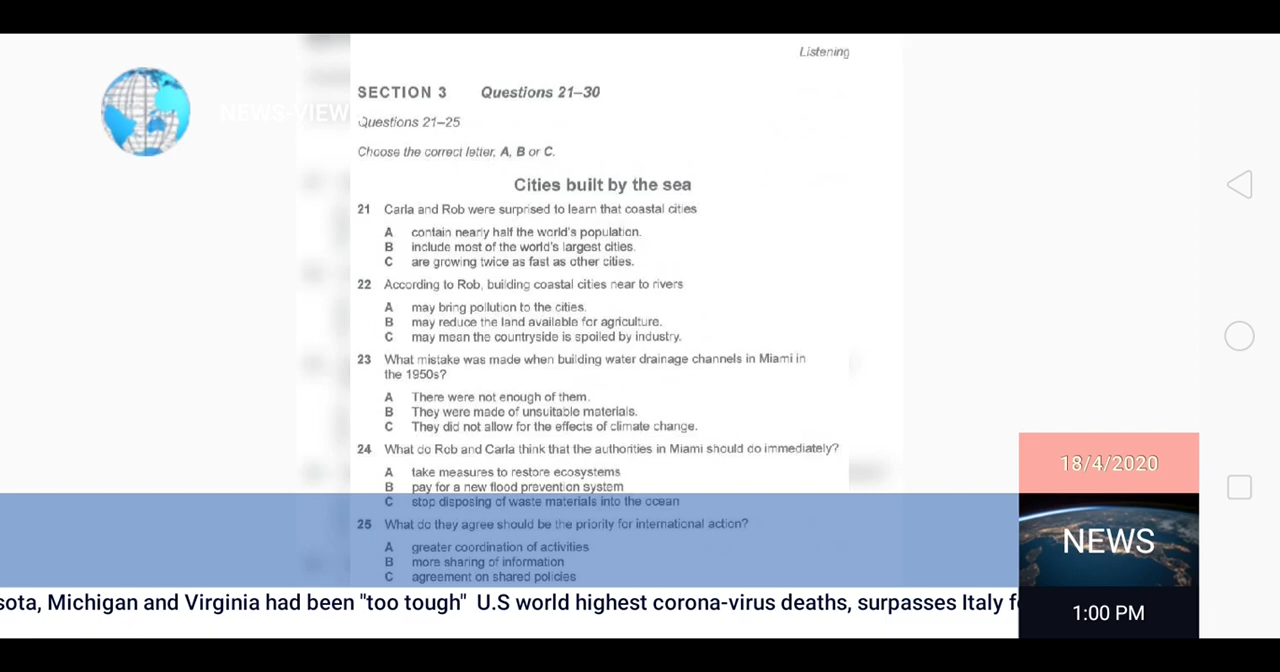 Listening
NEWS-VIEW
SECTION 3 Questions 21–30
Questions 21–25
Choose the correct letter, A, B or C.
Cities built by the sea
21 Carla and Rob were surprised to learn that coastal cities
A contain nearly half the world's population.
B include most of the world's largest cities.
C are growing twice as fast as other cities.
22 According to Rob, building coastal cities near to rivers
A may bring pollution to the cities.
B may reduce the land available for agriculture.
C may mean the countryside is spoiled by industry.
23 What mistake was made when building water drainage channels in Miami in
the 1950s?
A There were not enough of them.
B They were made of unsuitable materials.
C They did not allow for the effects of climate change.
24 What do Rob and Carla think that the authorities in Miami should do immediately?
A take measures to restore ecosystems
B pay for a new flood prevention system
C stop disposing of waste materials into the ocean
25 What do they agree should be the priority for international action?
A greater coordination of activities
B more sharing of information
C agreement on shared policies
18/4/2020
NEWS
1:00 PM
sota, Michigan and Virginia had been "too tough" U.S world highest corona-virus deaths, surpasses Italy f